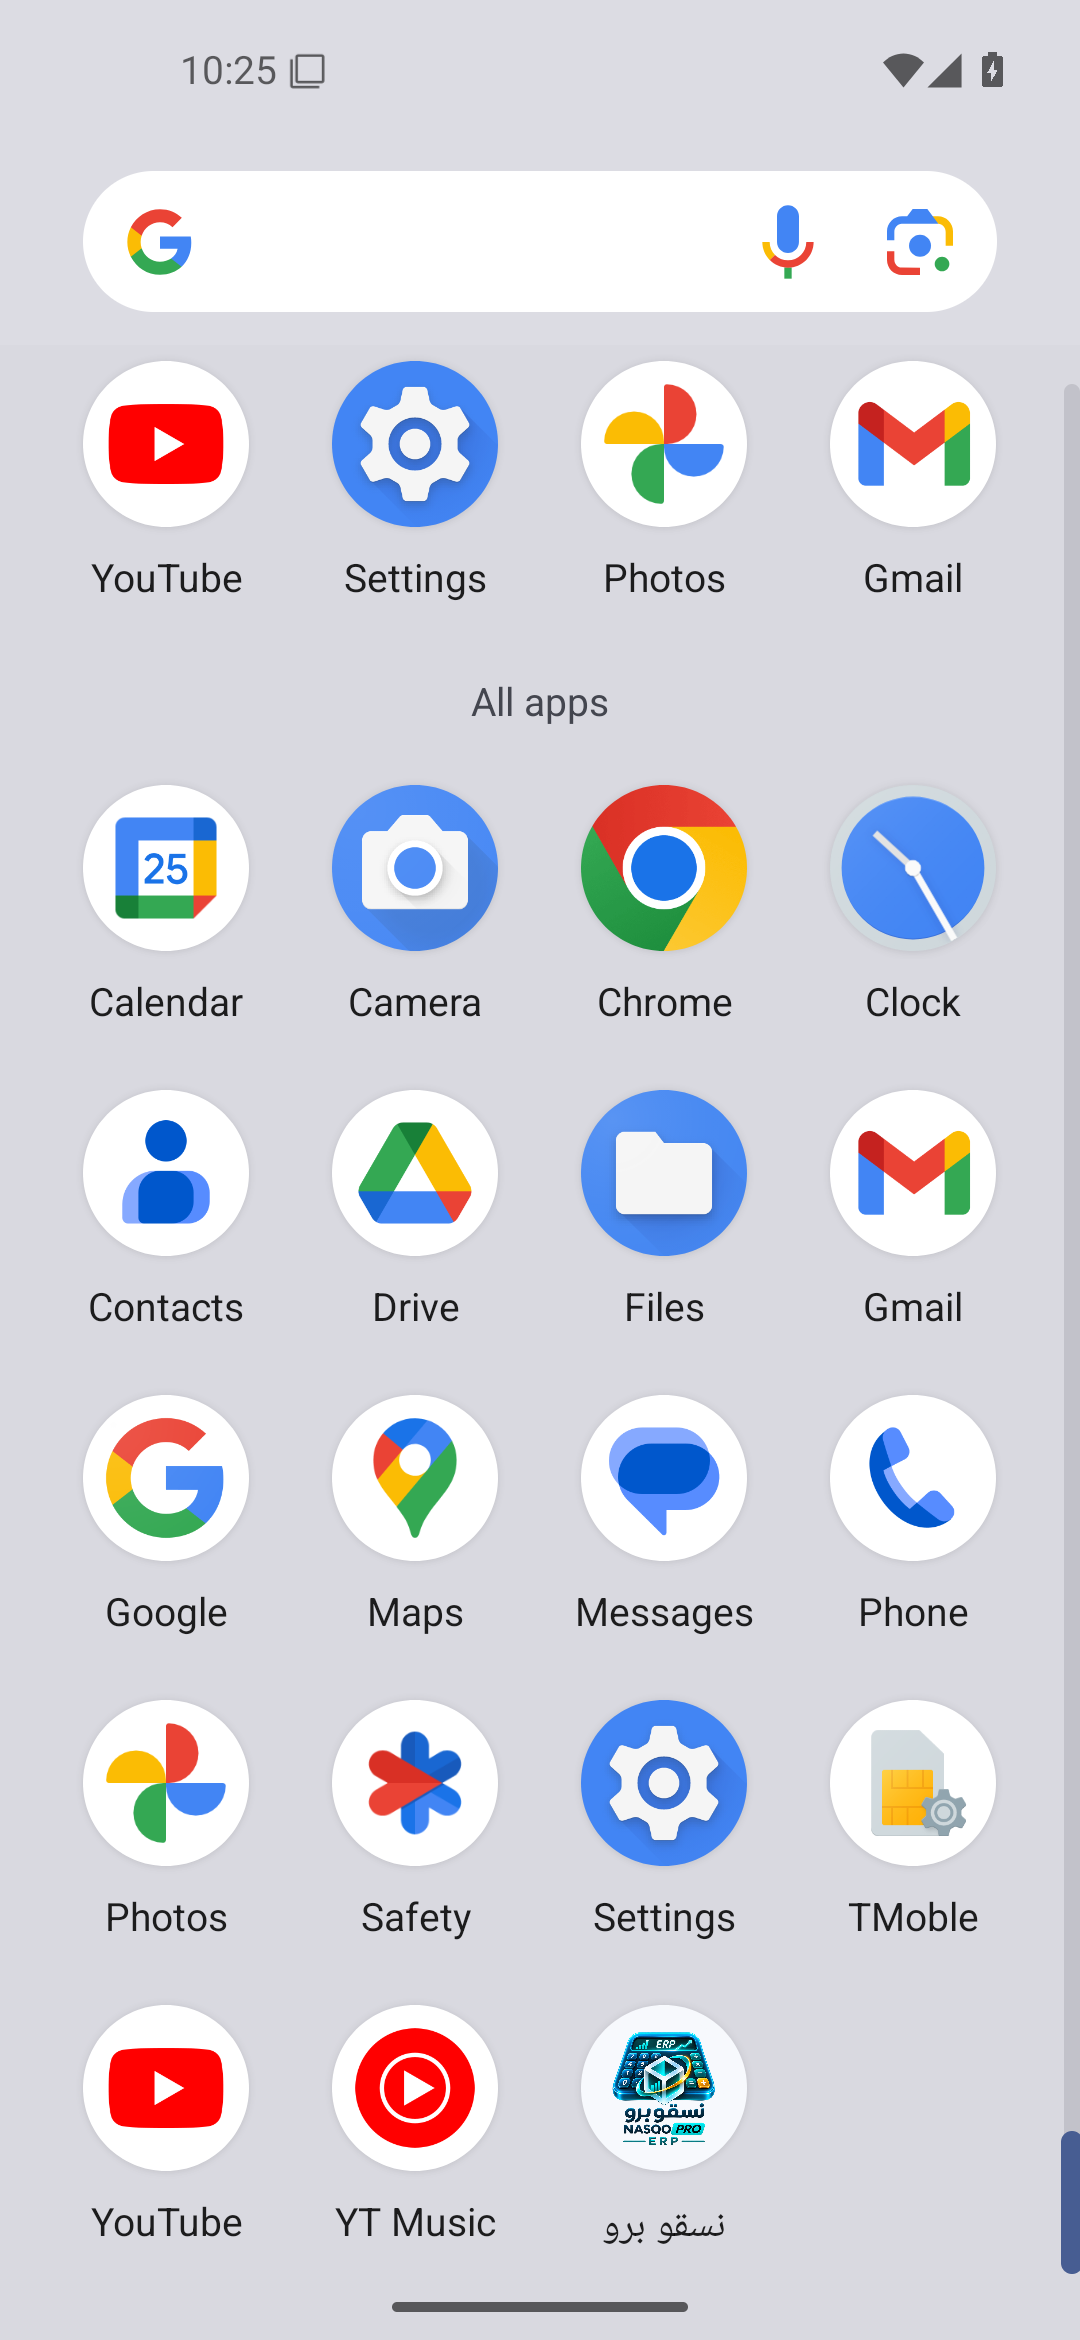 10:25
YouTube Settings Photos Gmail
All apps
25
Calendar Camera Chrome Clock
Contacts Drive Files Gmail
Google Maps Messages Phone
Photos Safety Settings TMoble
ERP
نسقو برو
NASQO PRO
ERP
YouTube YT Music نسقو برو